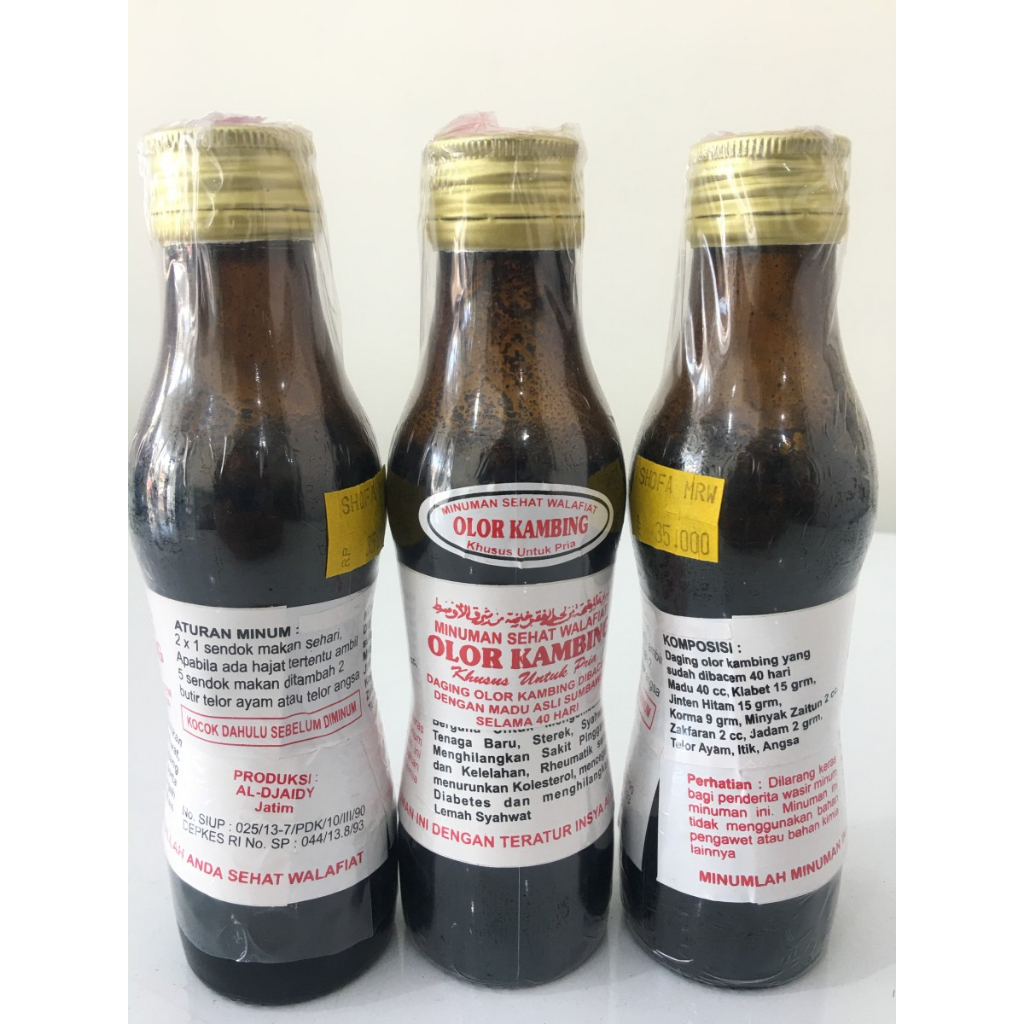 SHOFA
RP.
ATURAN MINUM :
2 x 1 sendok makan sehari,
Apabila ada hajat tertentu ambil
5 sendok makan ditambah 2
butir telor ayam atau telor angsa
KOCOK DAHULU SEBELUM DIMINUM
PRODUKSI :
AL-DJAIDY
Jatim
No. SIUP : 025/13-7/PDK/10/III/90
DEPKES RI No. SP : 044/13.8/93
ANDA SEHAT WALAFIAT
MINUMAN SEHAT WALAFIAT
OLOR KAMBING
Khusus Untuk Pria
MINUMAN SEHAT WALAFIAT
OLOR KAMBING
Khusus Untuk Pria
DAGING OLOR KAMBING
DENGAN MADU ASLI
SELAMA 40 HARI
Berguna Untuk
Tenaga Baru, Sterek,
Menghilangkan Sakit
dan Kelelahan, Rheumatik
menurunkan Kolesterol,
Diabetes dan menghilangkan
Lemah Syahwat
INI DENGAN TERATUR INSYA
SHOFA MRW
35.000
KOMPOSISI :
Daging olor kambing yang
sudah dibacem 40 hari
Madu 40 cc, Klabet 15 grm,
Jinten Hitam 15 grm,
Korma 9 grm, Minyak Zaitun 2 cc
Zakfaran 2 cc, Jadam 2 grm,
Telor Ayam, Itik, Angsa
Perhatian : Dilarang keras
bagi penderita wasir minum
minuman ini. Minuman ini
tidak menggunakan bahan
pengawet atau bahan kimia
lainnya
MINUMLAH MINUMAN